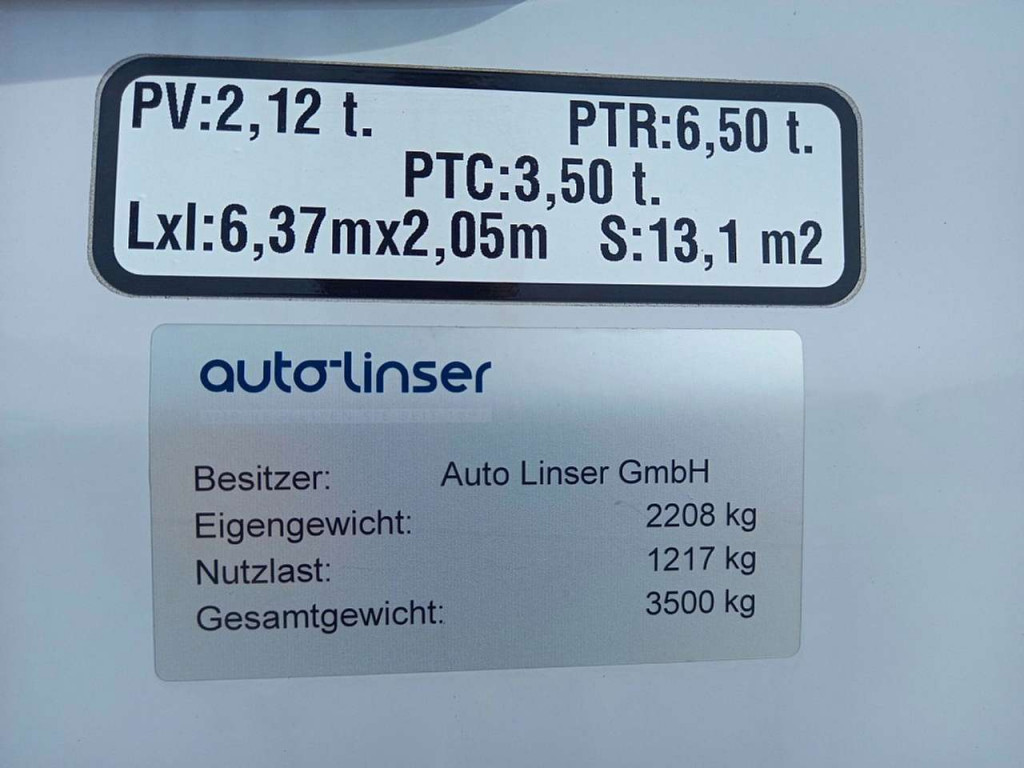 PV:2,12 t. PTR:6,50 t.
PTC:3,50 t.
Lxl:6,37mx2,05m S:13,1 m2
auto-linser
Besitzer: Auto Linser GmbH
Eigengewicht: 2208 kg
Nutzlast: 1217 kg
Gesamtgewicht: 3500 kg